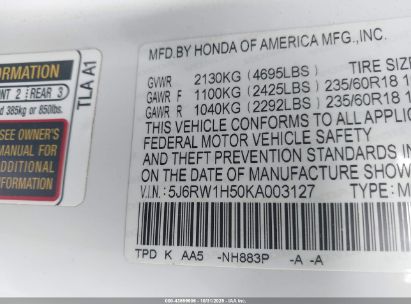 MFD.BY HONDA OF AMERICA MFG.,INC.
GVWR 2130KG (4695LBS) TIRE SIZE
GAWR F 1100KG (2425LBS) 235/60R18 1
GAWR R 1040KG (2292LBS) 235/60R18 1
THIS VEHICLE CONFORMS TO ALL APPLIC
FEDERAL MOTOR VEHICLE SAFETY
AND THEFT PREVENTION STANDARDS IN
ON THE DATE OF MANUFACTURE SHOW
V.I.N: 5J6RW1H50KA003127 TYPE:M
TPD K AA5 -NH883P -A -A
FORMATION
NT 2 REAR 3
d 385kg or 850lbs.
TLA A1
SEE OWNER'S
MANUAL FOR
ADDITIONAL
INFORMATION